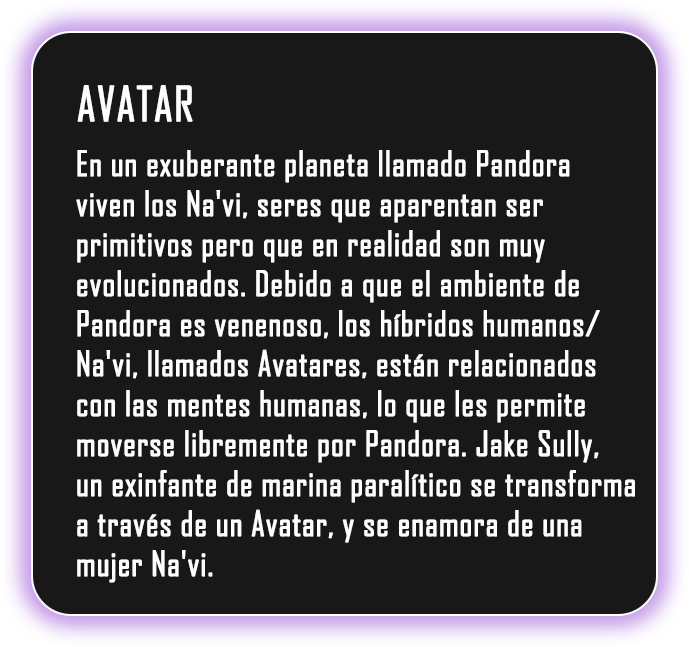 AVATAR
En un exuberante planeta llamado Pandora
viven los Na'vi, seres que aparentan ser
primitivos pero que en realidad son muy
evolucionados. Debido a que el ambiente de
Pandora es venenoso, los híbridos humanos/
Na'vi, llamados Avatares, están relacionados
con las mentes humanas, lo que les permite
moverse libremente por Pandora. Jake Sully,
un exinfante de marina paralítico se transforma
a través de un Avatar, y se enamora de una
mujer Na'vi.